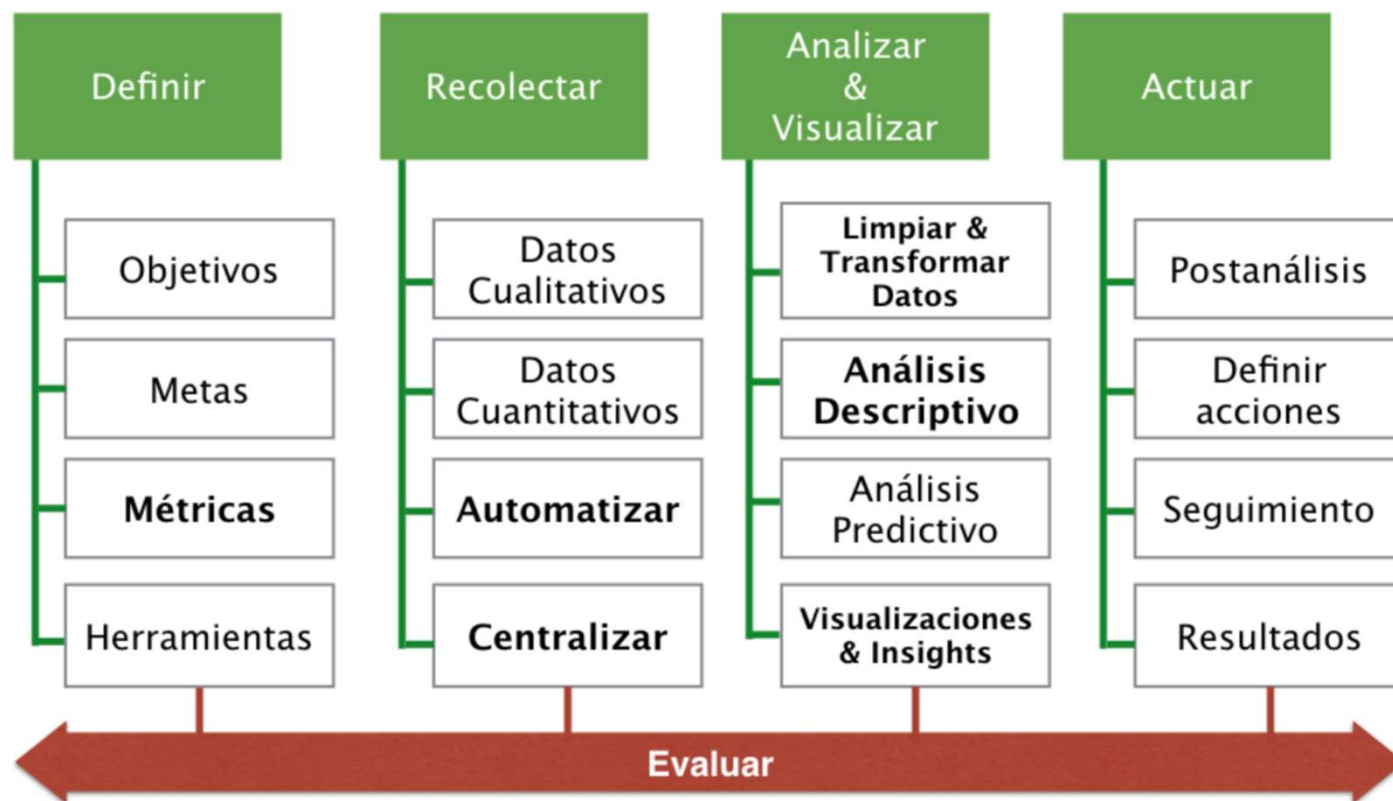 Definir
Objetivos
Metas
Métricas
Herramientas
Recolectar
Datos
Cualitativos
Datos
Cuantitativos
Automatizar
Centralizar
Analizar
&
Visualizar
Limpiar &
Transformar
Datos
Análisis
Descriptivo
Análisis
Predictivo
Visualizaciones
& Insights
Actuar
Postanálisis
Definir
acciones
Seguimiento
Resultados
Evaluar